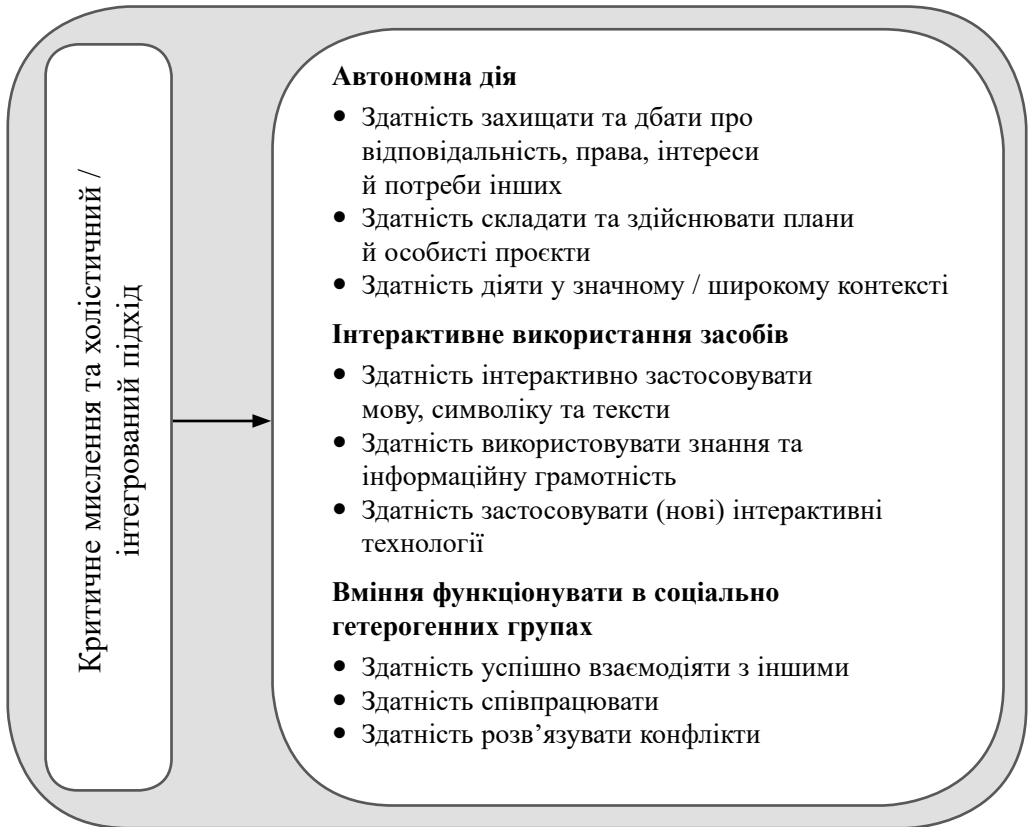 Критичне мислення та холістичний /
інтегрований підхід
Автономна дія
• Здатність захищати та дбати про
відповідальність, права, інтереси
й потреби інших
• Здатність складати та здійснювати плани
й особисті проєкти
• Здатність діяти у значному / широкому контексті
Інтерактивне використання засобів
• Здатність інтерактивно застосовувати
мову, символіку та тексти
• Здатність використовувати знання та
інформаційну грамотність
• Здатність застосовувати (нові) інтерактивні
технології
Вміння функціонувати в соціально
гетерогенних групах
• Здатність успішно взаємодіяти з іншими
• Здатність співпрацювати
• Здатність розв’язувати конфлікти